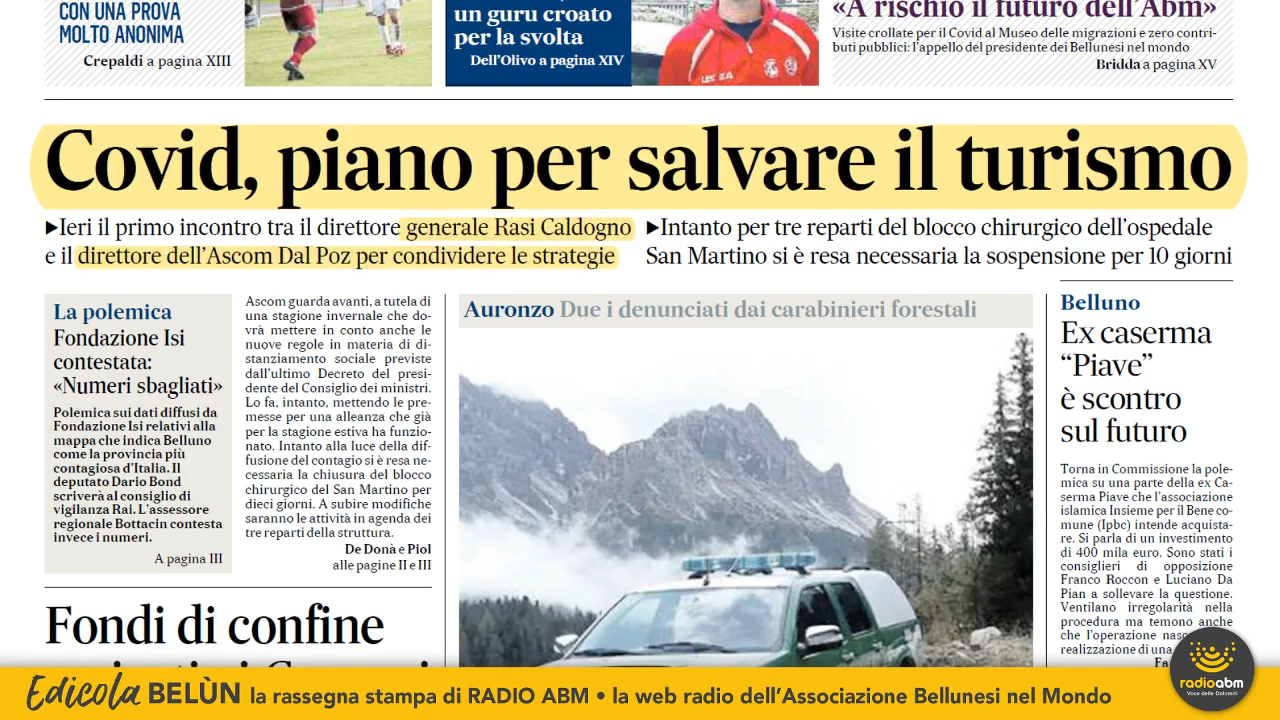 CON UNA PROVA
MOLTO ANONIMA
Crepaldi a pagina XIII
un guru croato
per la svolta
Dell'Olivo a pagina XIV
«A rischio il futuro dell'Abm»
Visite crollate per il Covid al Museo delle migrazioni e zero contri-
buti pubblici: l'appello del presidente dei Bellunesi nel mondo
Bridda a pagina XV
Covid, piano per salvare il turismo
▶Ieri il primo incontro tra il direttore generale Rasi Caldogno
e il direttore dell'Ascom Dal Poz per condividere le strategie
▶Intanto per tre reparti del blocco chirurgico dell'ospedale
San Martino si è resa necessaria la sospensione per 10 giorni
La polemica
Fondazione Isi
contestata:
«Numeri sbagliati»
Polemica sui dati diffusi da
Fondazione Isi relativi alla
mappa che indica Belluno
come la provincia più
contagiosa d'Italia. Il
deputato Dario Bond
scriverà al consiglio di
vigilanza Rai. L'assessore
regionale Bottacin contesta
invece i numeri.
A pagina III
Ascom guarda avanti, a tutela di
una stagione invernale che do-
vrà mettere in conto anche le
nuove regole in materia di di-
stanziamento sociale previste
dall'ultimo Decreto del presi-
dente del Consiglio dei ministri.
Lo fa, intanto, mettendo le pre-
messe per una alleanza che già
per la stagione estiva ha funzio-
nato. Intanto alla luce della dif-
fusione del contagio si è resa ne-
cessaria la chiusura del blocco
chirurgico del San Martino per
dieci giorni. A subire modifiche
saranno le attività in agenda dei
tre reparti della struttura.
De Donà e Piol
alle pagine II e III
Fondi di confine
Auronzo Due i denunciati dai carabinieri forestali
Belluno
Ex caserma
“Piave”
è scontro
sul futuro
Torna in Commissione la pole-
mica su una parte della ex Ca-
serma Piave che l'associazione
islamica Insieme per il Bene co-
mune (Ipbc) intende acquista-
re. Si parla di un investimento
di 400 mila euro. Sono stati i
consiglieri di opposizione
Franco Roccon e Luciano Da
Pian a sollevare la questione.
Ventilano irregolarità nella
procedura ma temono anche
che l'operazione
realizzazione di una
Edicola BELÙN la rassegna stampa di RADIO ABM • la web radio dell'Associazione Bellunesi nel Mondo
radioabm
Voce delle Dolomiti